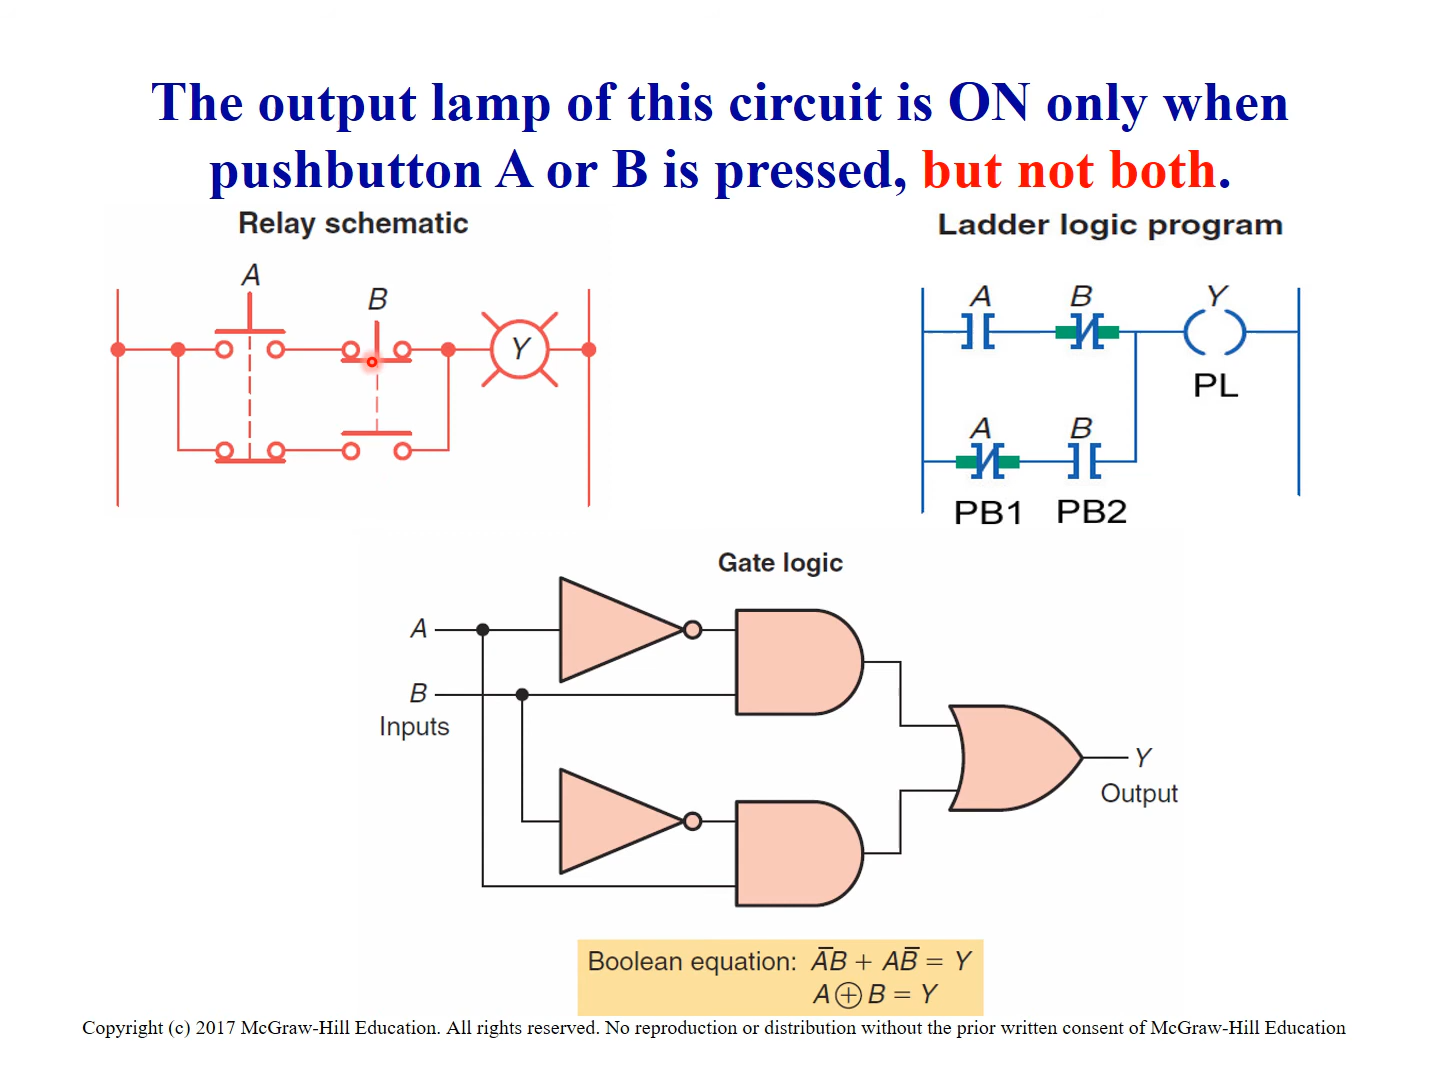 The output lamp of this circuit is ON only when
pushbutton A or B is pressed, but not both.
Relay schematic
A
B
Y
Ladder logic program
A B Y
PL
A B
PB1 PB2
Gate logic
A
B
Inputs
Y
Output
Boolean equation: A̅B + AB̅ = Y
A ⊕ B = Y
Copyright (c) 2017 McGraw-Hill Education. All rights reserved. No reproduction or distribution without the prior written consent of McGraw-Hill Education